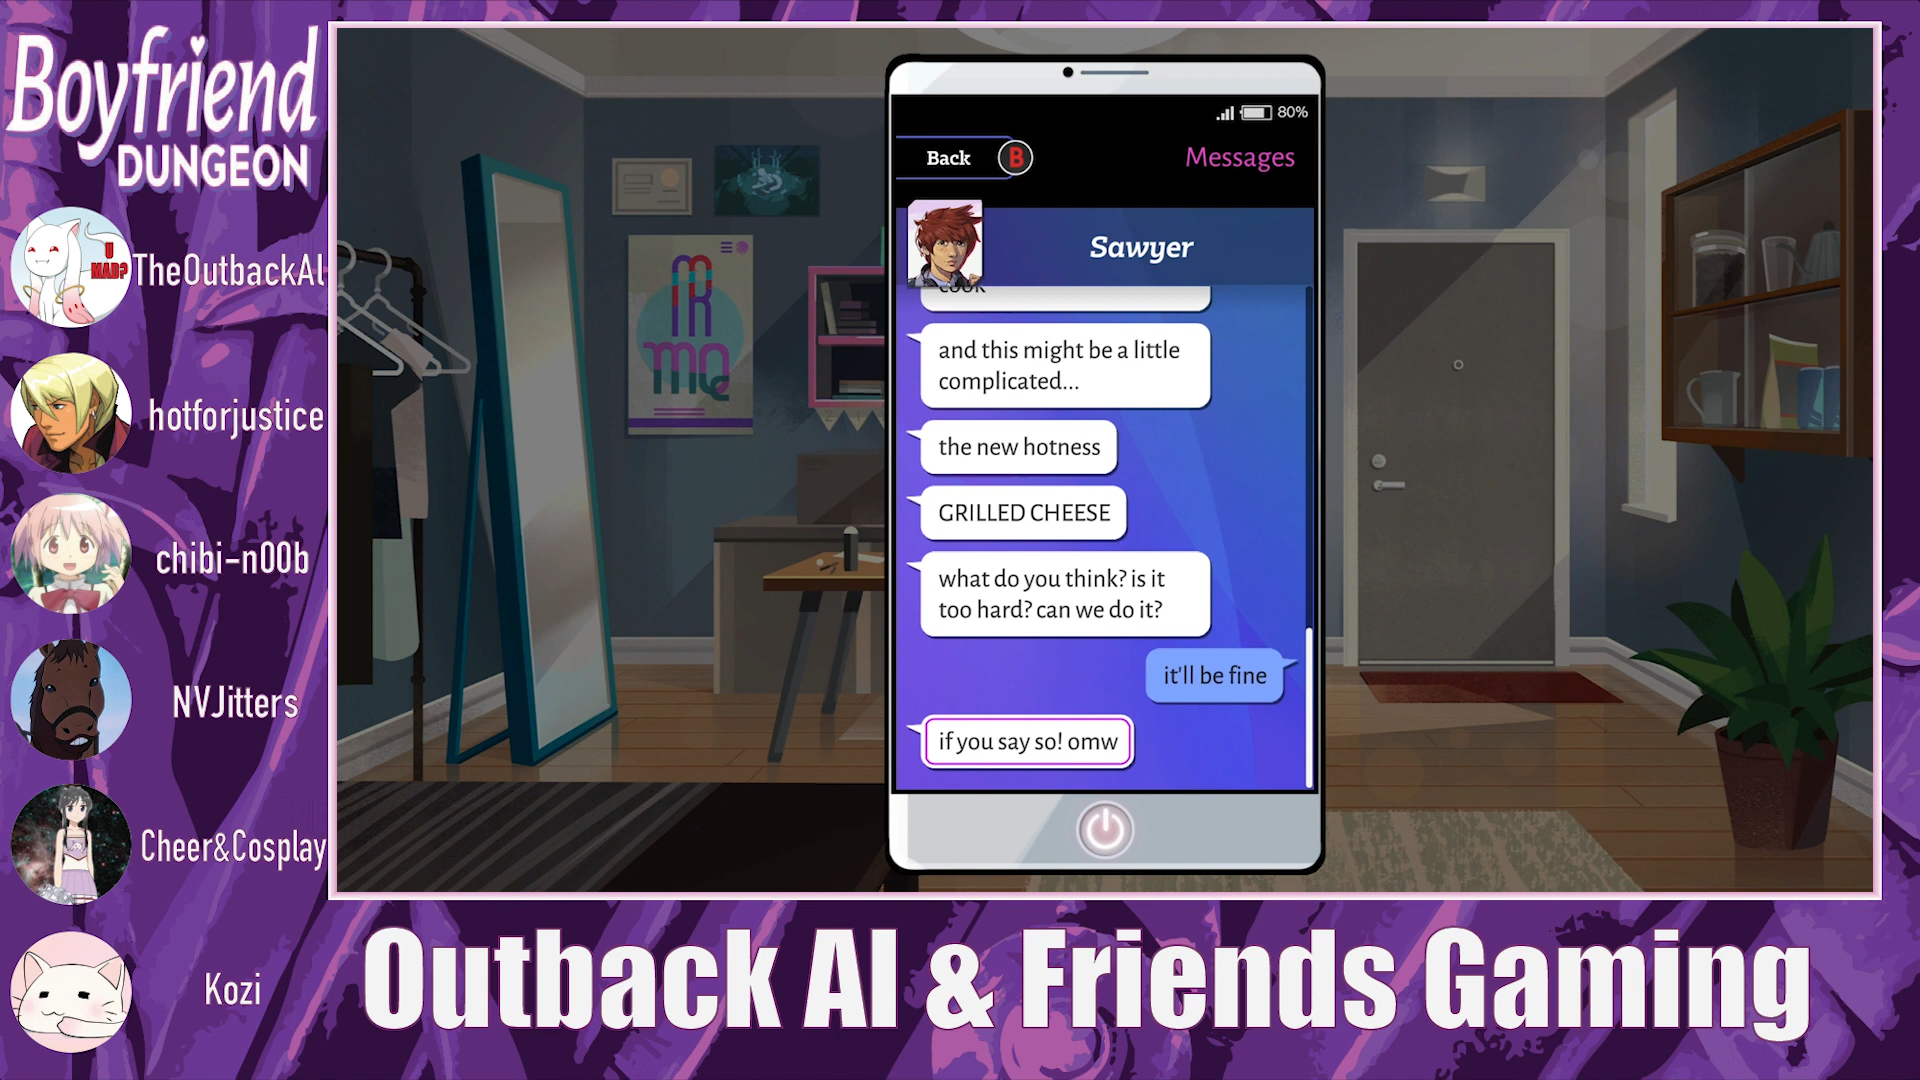 Boyfriend
DUNGEON
U
MAD?
TheOutbackAl
hotforjustice
chibi-n00b
NVJitters
Cheer&Cosplay
Kozi
80%
Back B
Messages
Sawyer
cook
and this might be a little
complicated...
the new hotness
GRILLED CHEESE
what do you think? is it
too hard? can we do it?
it'll be fine
if you say so! omw
Outback Al & Friends Gaming